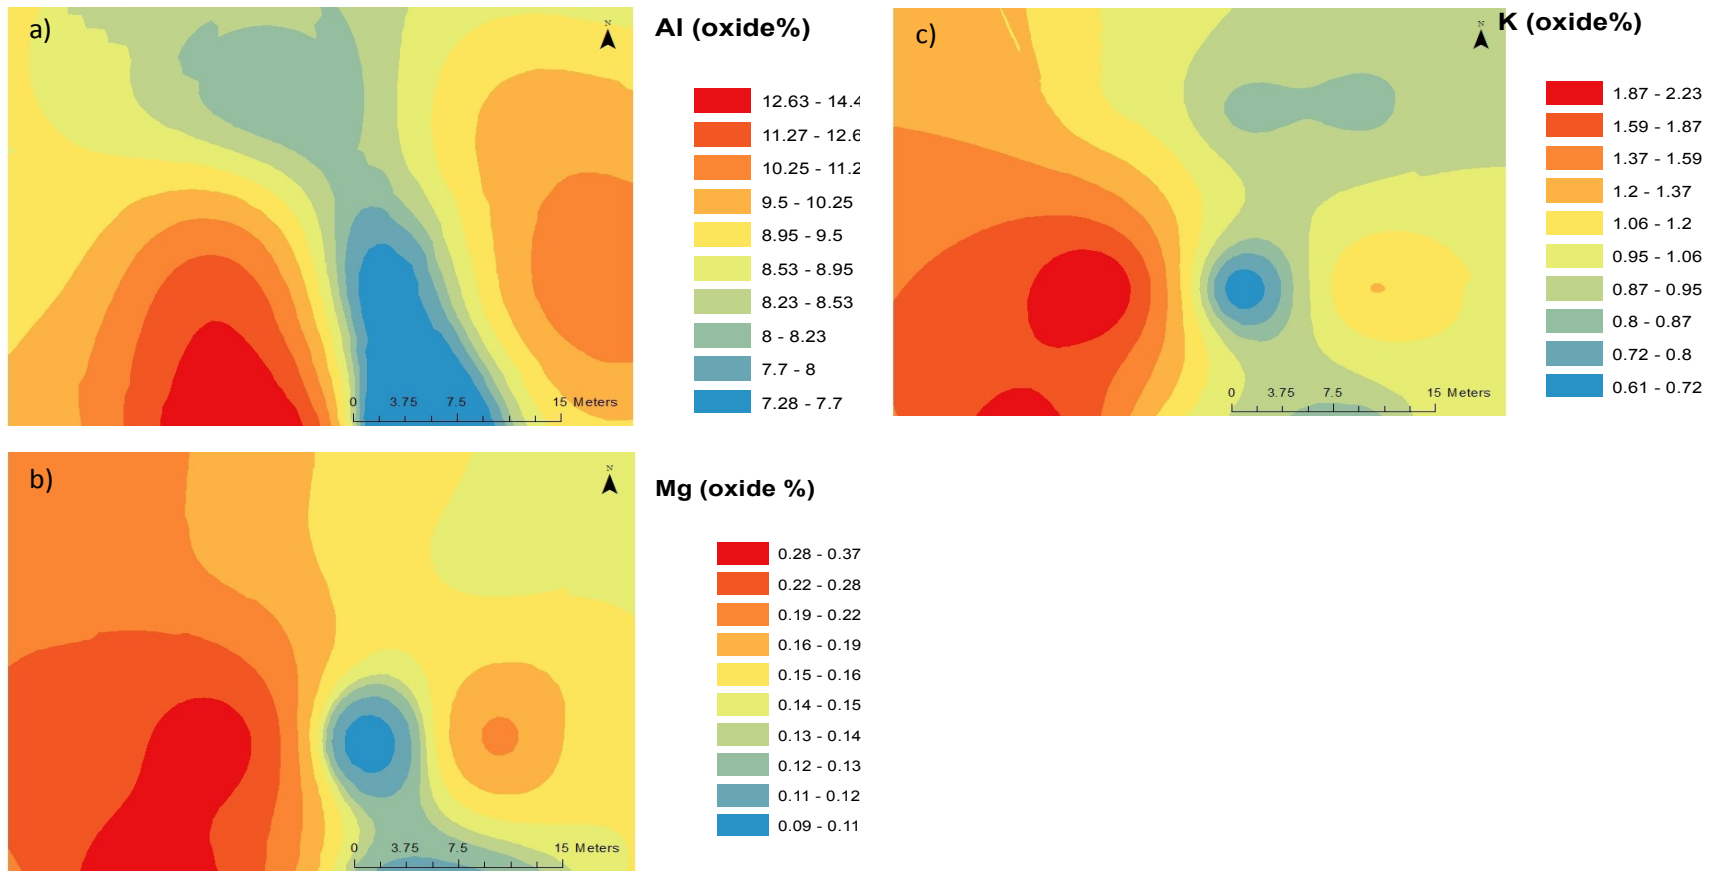 a)
N
Al (oxide%)
12.63 - 14.4
11.27 - 12.6
10.25 - 11.2
9.5 - 10.25
8.95 - 9.5
8.53 - 8.95
8.23 - 8.53
8 - 8.23
7.7 - 8
7.28 - 7.7
0 3.75 7.5 15 Meters
c)
N
K (oxide%)
1.87 - 2.23
1.59 - 1.87
1.37 - 1.59
1.2 - 1.37
1.06 - 1.2
0.95 - 1.06
0.87 - 0.95
0.8 - 0.87
0.72 - 0.8
0.61 - 0.72
0 3.75 7.5 15 Meters
b)
N
Mg (oxide %)
0.28 - 0.37
0.22 - 0.28
0.19 - 0.22
0.16 - 0.19
0.15 - 0.16
0.14 - 0.15
0.13 - 0.14
0.12 - 0.13
0.11 - 0.12
0.09 - 0.11
0 3.75 7.5 15 Meters